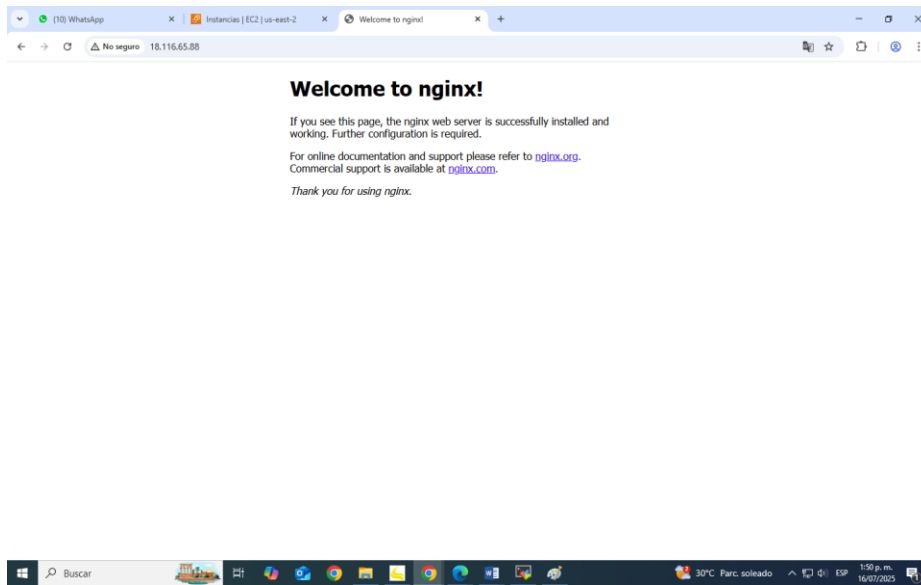 (10) WhatsApp
Instancias | EC2 | us-east-2
Welcome to nginx!
No seguro 18.116.65.88
Welcome to nginx!
If you see this page, the nginx web server is successfully installed and
working. Further configuration is required.
For online documentation and support please refer to nginx.org.
Commercial support is available at nginx.com.
Thank you for using nginx.
Buscar
30°C Parc. soleado
ESP
1:50 p. m.
16/07/2025